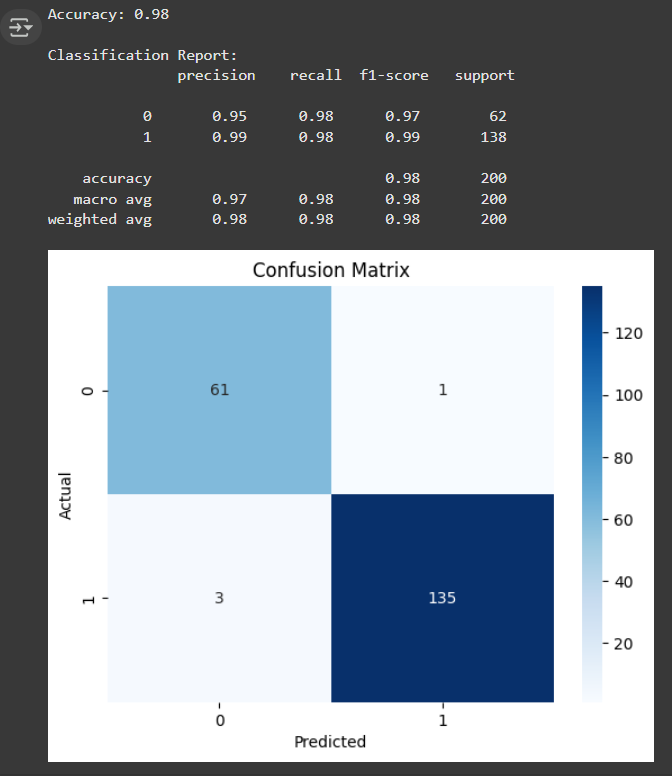 Accuracy: 0.98
Classification Report:
precision recall f1-score support
0 0.95 0.98 0.97 62
1 0.99 0.98 0.99 138
accuracy 0.98 200
macro avg 0.97 0.98 0.98 200
weighted avg 0.98 0.98 0.98 200
Confusion Matrix
0 61 1
1 3 135
0 1
Actual
Predicted
120
100
80
60
40
20